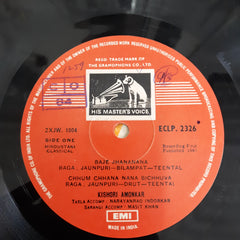 REGD. TRADE MARK OF
THE GRAMOPHONE CO. LTD.
HIS MASTER'S VOICE
2XJW. 1004
ECLP. 2326
SIDE ONE
HINDUSTANI
CLASSICAL
Recording First
Published
BAJE JHANANANA
RAGA : JAUNPURI-BILAMPAT-TEENTAL
CHHUM CHHANA NANA BICHHUVA
RAGA : JAUNPURI-DRUT-TEENTAL
KISHORI AMONKAR
TABLA ACCOMP : NARAYANRAO INDORKAR
SARANGI ACCOMP : MASIT KHAN
EMI
MADE IN INDIA